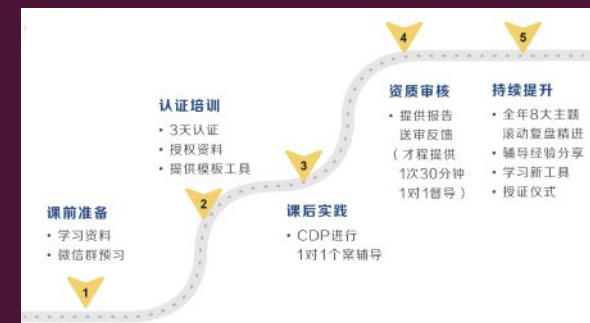 1
课前准备
• 学习资料
• 微信群预习
2
认证培训
• 3天认证
• 授权资料
• 提供模板工具
3
课后实践
• CDP进行
1对1个案辅导
4
资质审核
• 提供报告
送审反馈
（才程提供
1次30分钟
1对1督导）
5
持续提升
• 全年8大主题
滚动复盘精进
• 辅导经验分享
• 学习新工具
• 授证仪式